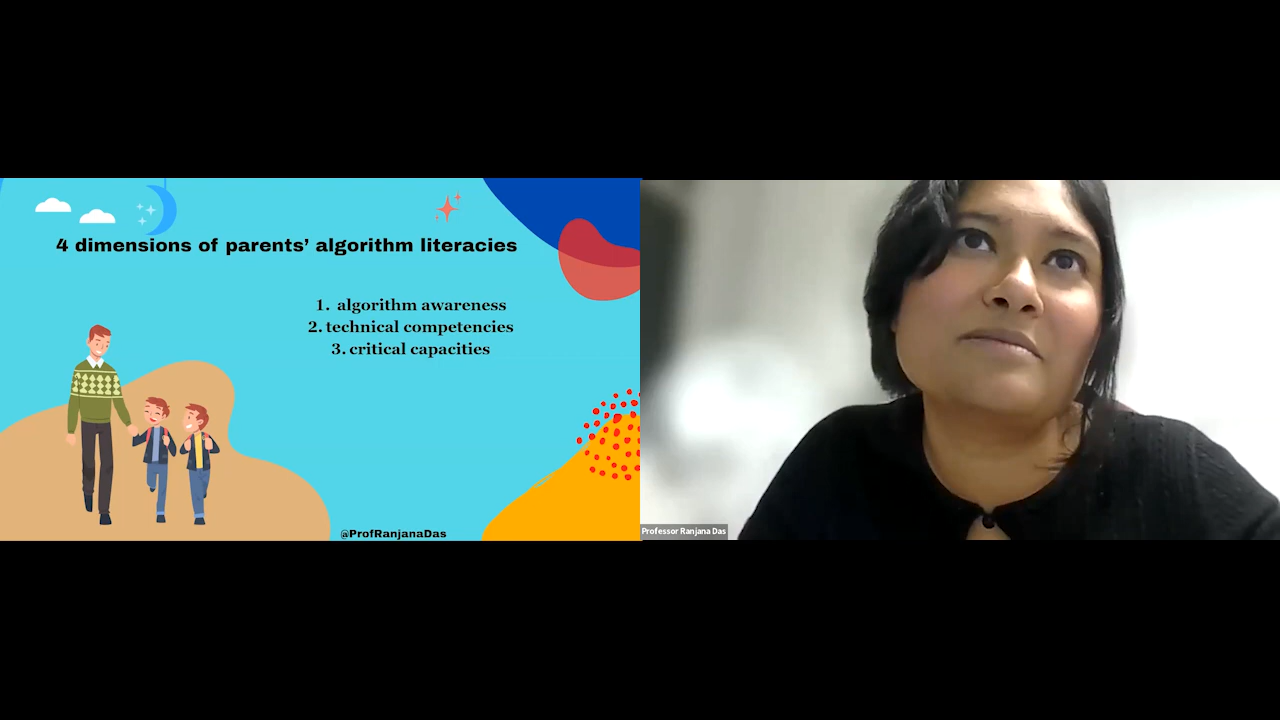 4 dimensions of parents’ algorithm literacies
1. algorithm awareness
2. technical competencies
3. critical capacities
@ProfRanjanaDas
Professor Ranjana Das